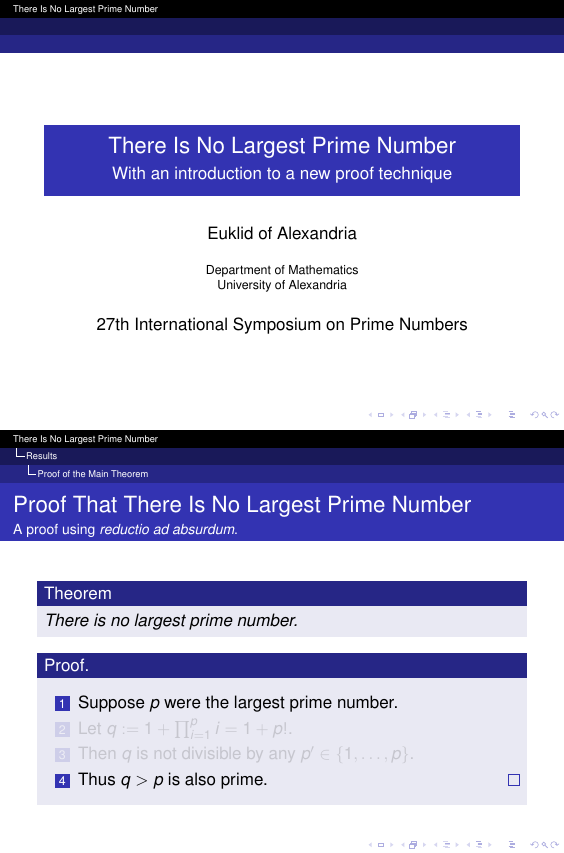 There Is No Largest Prime Number
There Is No Largest Prime Number
With an introduction to a new proof technique
Euklid of Alexandria
Department of Mathematics
University of Alexandria
27th International Symposium on Prime Numbers
There Is No Largest Prime Number
Results
Proof of the Main Theorem
Proof That There Is No Largest Prime Number
A proof using reductio ad absurdum.
Theorem
There is no largest prime number.
Proof.
1 Suppose p were the largest prime number.
2 Let q := 1 + ∏_{i=1}^{p} i = 1 + p!.
3 Then q is not divisible by any p′ ∈ {1, . . . , p}.
4 Thus q > p is also prime.